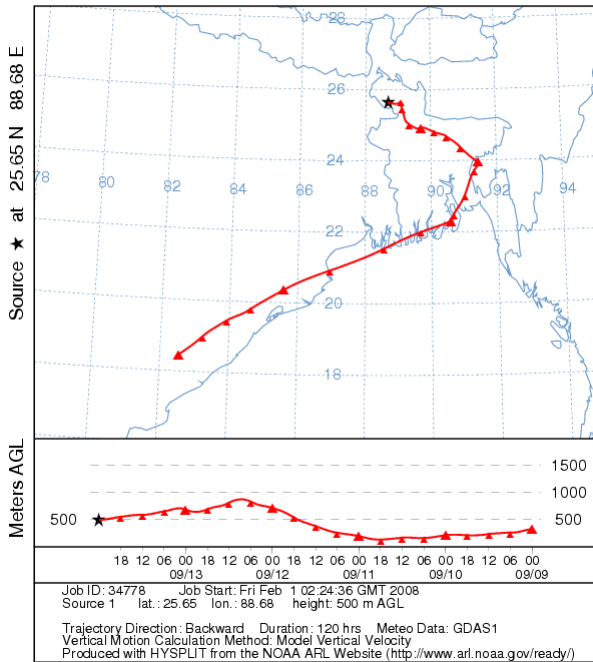 Source ★ at 25.65 N 88.68 E
28
26
24
78
80
82
84
86
88
90
92
94
22
20
18
Meters AGL
1500
1000
500
500
18 12 06 00 18 12 06 00 18 12 06 00 18 12 06 00 18 12 06 00
09/13 09/12 09/11 09/10 09/09
Job ID: 34778 Job Start: Fri Feb 1 02:24:36 GMT 2008
Source 1 lat.: 25.65 lon.: 88.68 height: 500 m AGL
Trajectory Direction: Backward Duration: 120 hrs Meteo Data: GDAS1
Vertical Motion Calculation Method: Model Vertical Velocity
Produced with HYSPLIT from the NOAA ARL Website (http://www.arl.noaa.gov/ready/)